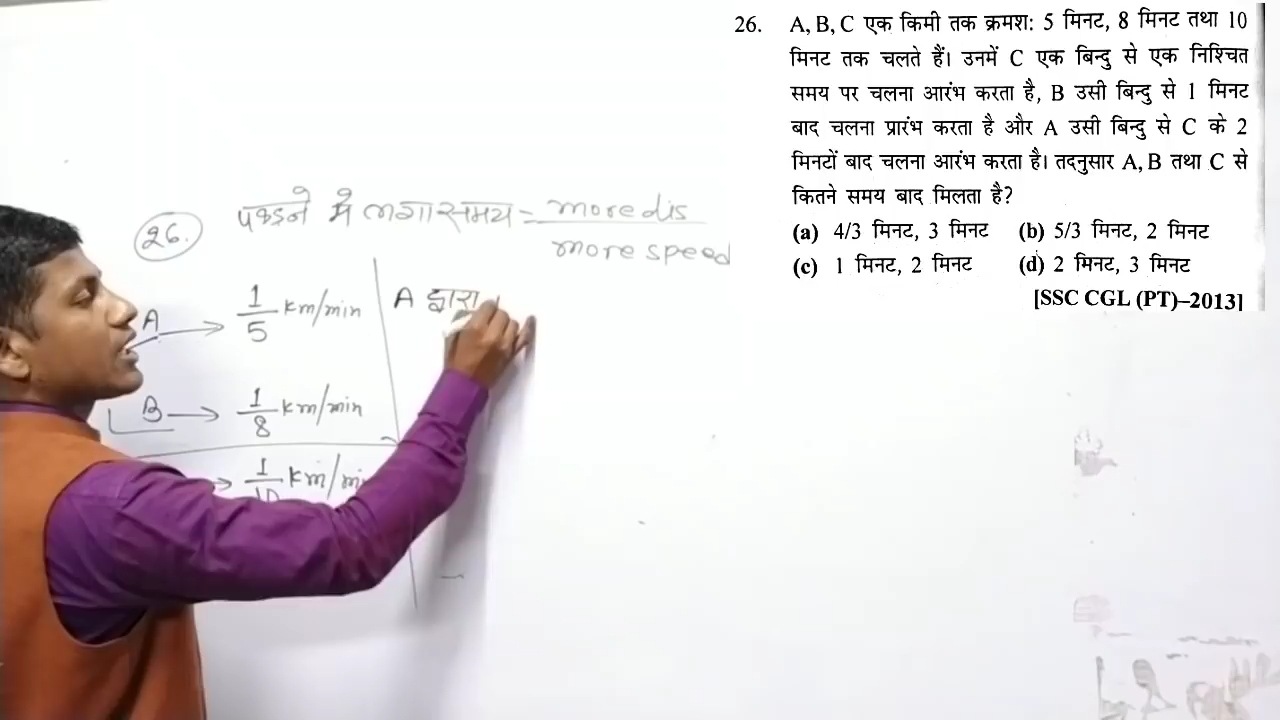 26. A, B, C एक किमी तक क्रमश: 5 मिनट, 8 मिनट तथा 10
मिनट तक चलते हैं। उनमें C एक बिन्दु से एक निश्चित
समय पर चलना आरंभ करता है, B उसी बिन्दु से 1 मिनट
बाद चलना प्रारंभ करता है और A उसी बिन्दु से C के 2
मिनटों बाद चलना आरंभ करता है। तदनुसार A, B तथा C से
कितने समय बाद मिलता है?
(a) 4/3 मिनट, 3 मिनट (b) 5/3 मिनट, 2 मिनट
(c) 1 मिनट, 2 मिनट (d) 2 मिनट, 3 मिनट
[SSC CGL (PT)–2013]
26. पकड़ने मे लगा समय = more dis / more speed
A → 1/5 km/min
B → 1/8 km/min
→ 1/10 km/min
A द्वारा